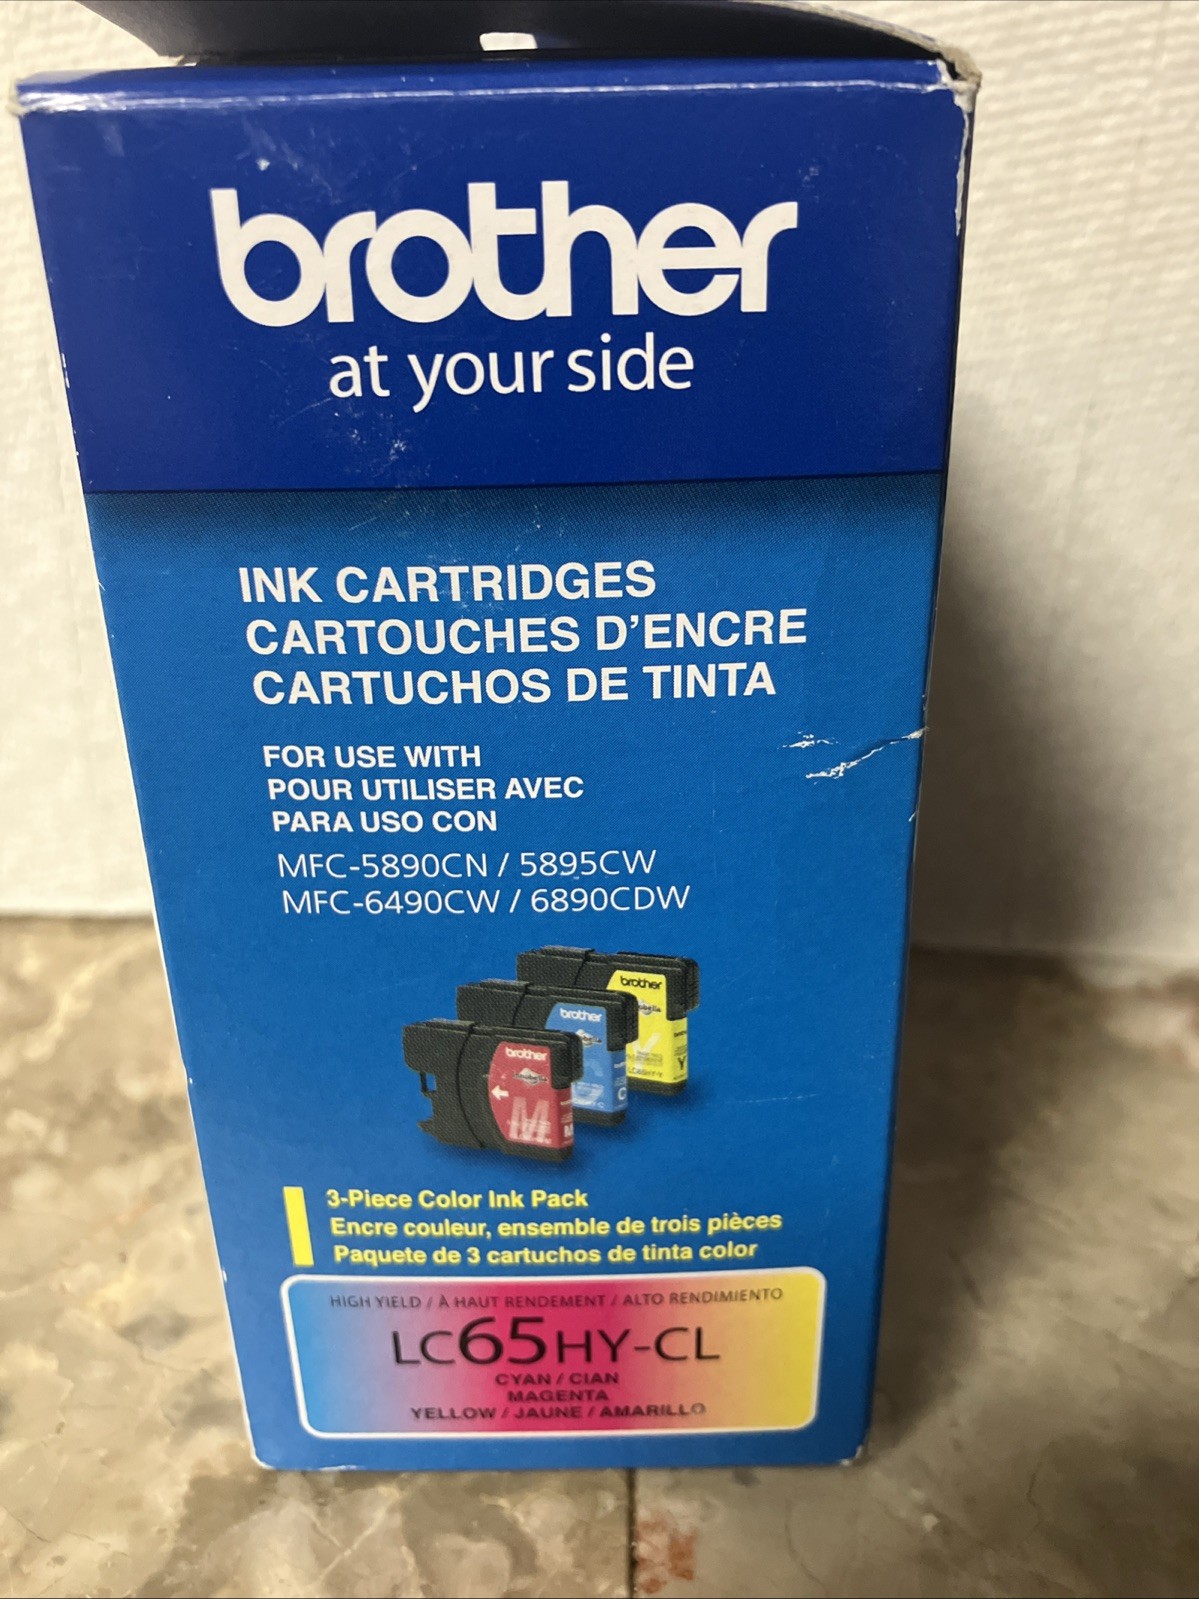 brother
at your side
INK CARTRIDGES
CARTOUCHES D'ENCRE
CARTUCHOS DE TINTA
FOR USE WITH
POUR UTILISER AVEC
PARA USO CON
MFC-5890CN / 5895CW
MFC-6490CW / 6890CDW
brother
brother
brother
Y
LC65HY-Y
C
M
M
3-Piece Color Ink Pack
Encre couleur, ensemble de trois pièces
Paquete de 3 cartuchos de tinta color
HIGH YIELD / À HAUT RENDEMENT / ALTO RENDIMIENTO
LC65HY-CL
CYAN / CIAN
MAGENTA
YELLOW / JAUNE / AMARILLO